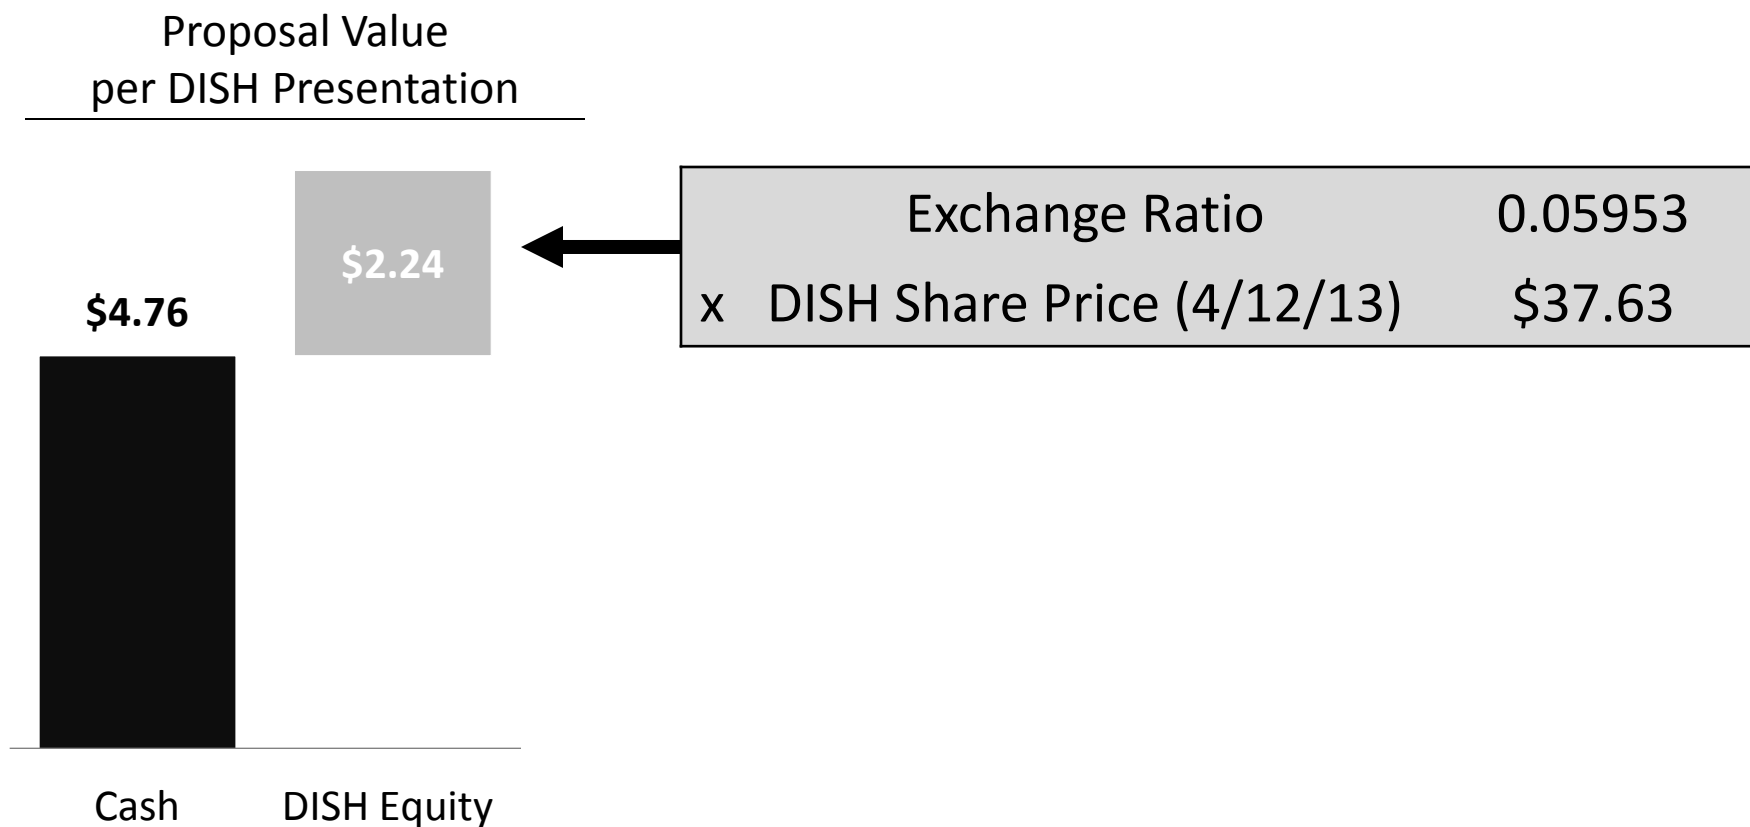 Proposal Value
per DISH Presentation
Exchange Ratio 0.05953
x DISH Share Price (4/12/13) $37.63
$2.24
$4.76
Cash DISH Equity